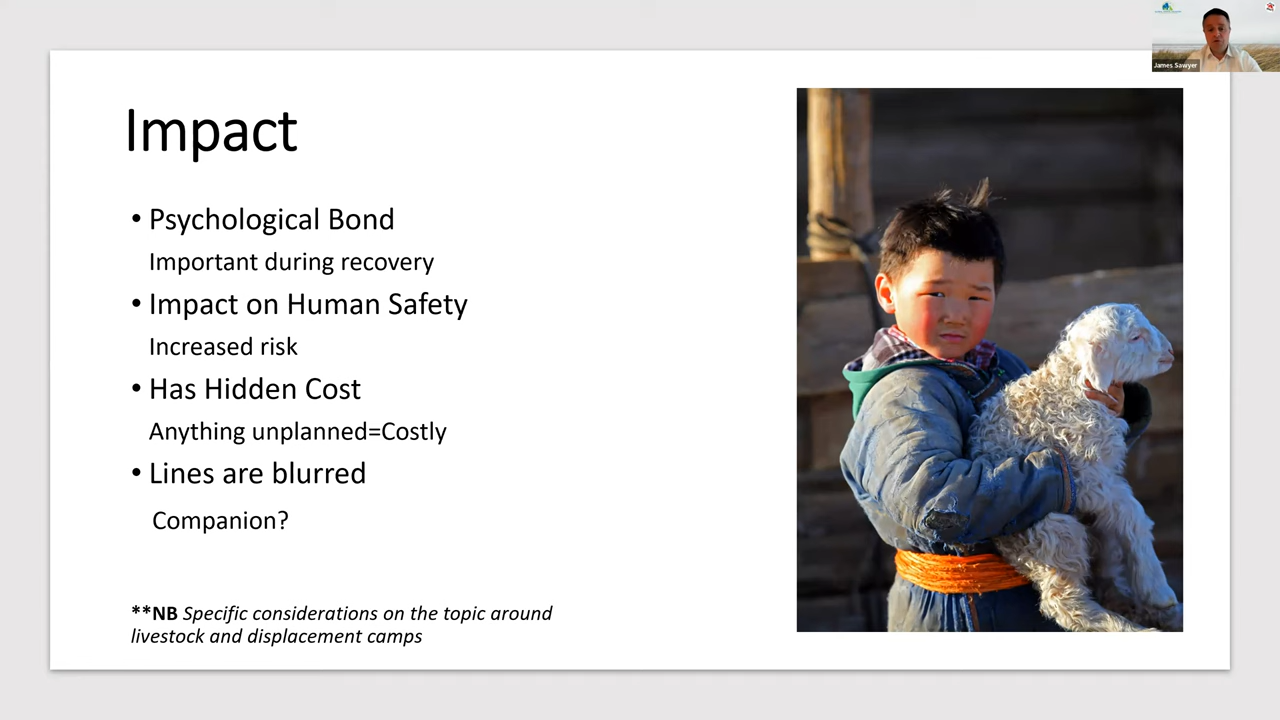 James Sawyer
Impact
• Psychological Bond
Important during recovery
• Impact on Human Safety
Increased risk
• Has Hidden Cost
Anything unplanned=Costly
• Lines are blurred
Companion?
**NB Specific considerations on the topic around
livestock and displacement camps